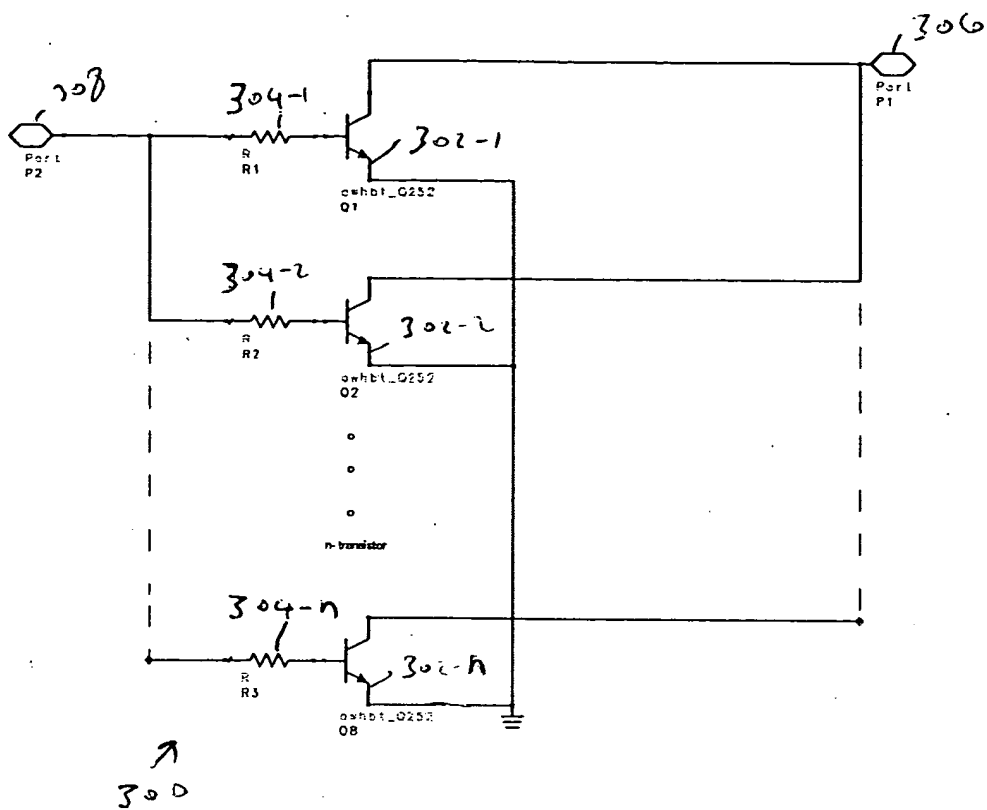 306
Port
P1
308
Port
P2
304-1
R
R1
302-1
Q1
304-2
R
R2
302-2
Q2
n-transistor
304-n
R
R3
302-n
Q8
300